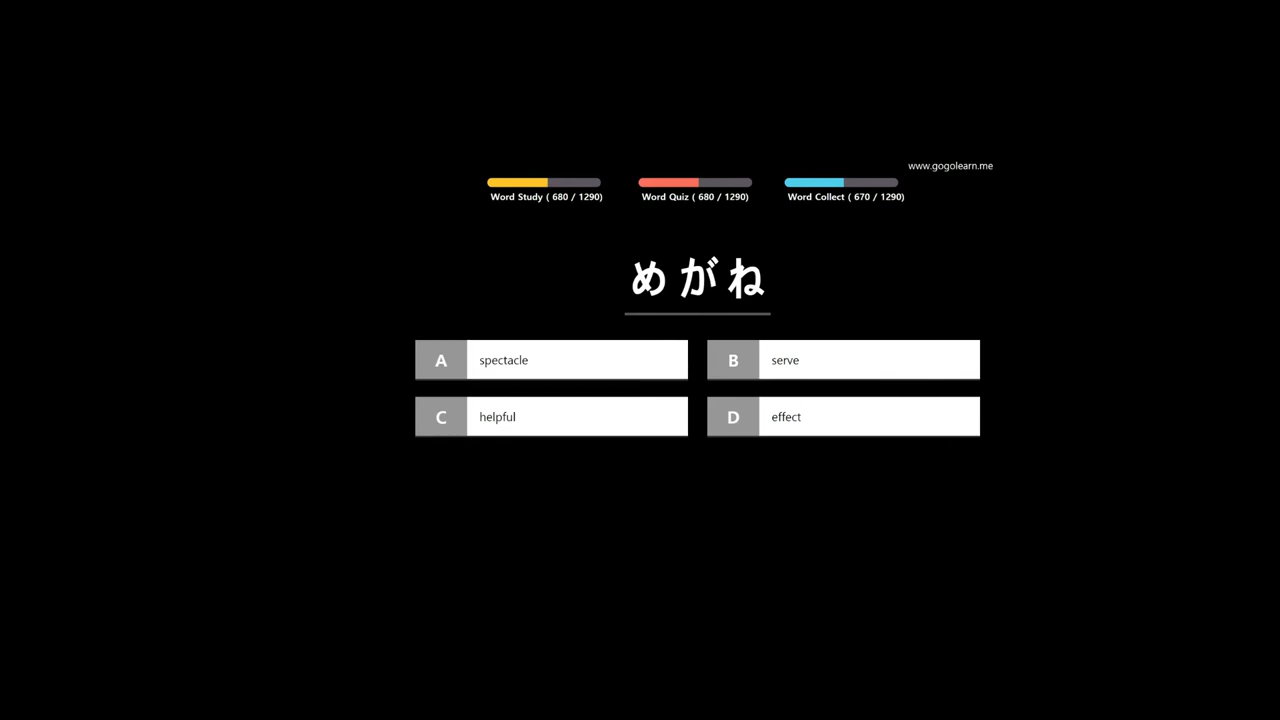 www.gogolearn.me
Word Study ( 680 / 1290)
Word Quiz ( 680 / 1290)
Word Collect ( 670 / 1290)
めがね
A spectacle
B serve
C helpful
D effect